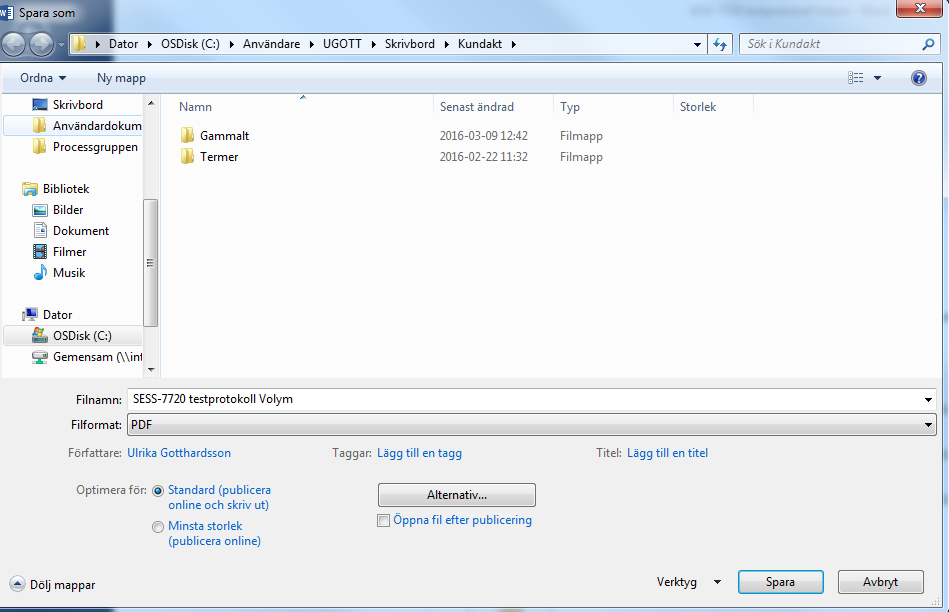 Spara som
Dator OSDisk (C:) Användare UGOTT Skrivbord Kundakt
Sök i Kundakt
Ordna Ny mapp
Namn Senast ändrad Typ Storlek
Gammalt 2016-03-09 12:42 Filmapp
Termer 2016-02-22 11:32 Filmapp
Skrivbord
Användardokum
Processgruppen
Bibliotek
Bilder
Dokument
Filmer
Musik
Dator
OSDisk (C:)
Gemensam (\\int
Filnamn: SESS-7720 testprotokoll Volym
Filformat: PDF
Författare: Ulrika Gotthardsson Taggar: Lägg till en tagg Titel: Lägg till en titel
Optimera för: Standard (publicera
online och skriv ut)
Minsta storlek
(publicera online)
Alternativ...
Öppna fil efter publicering
Dölj mappar
Verktyg Spara Avbryt